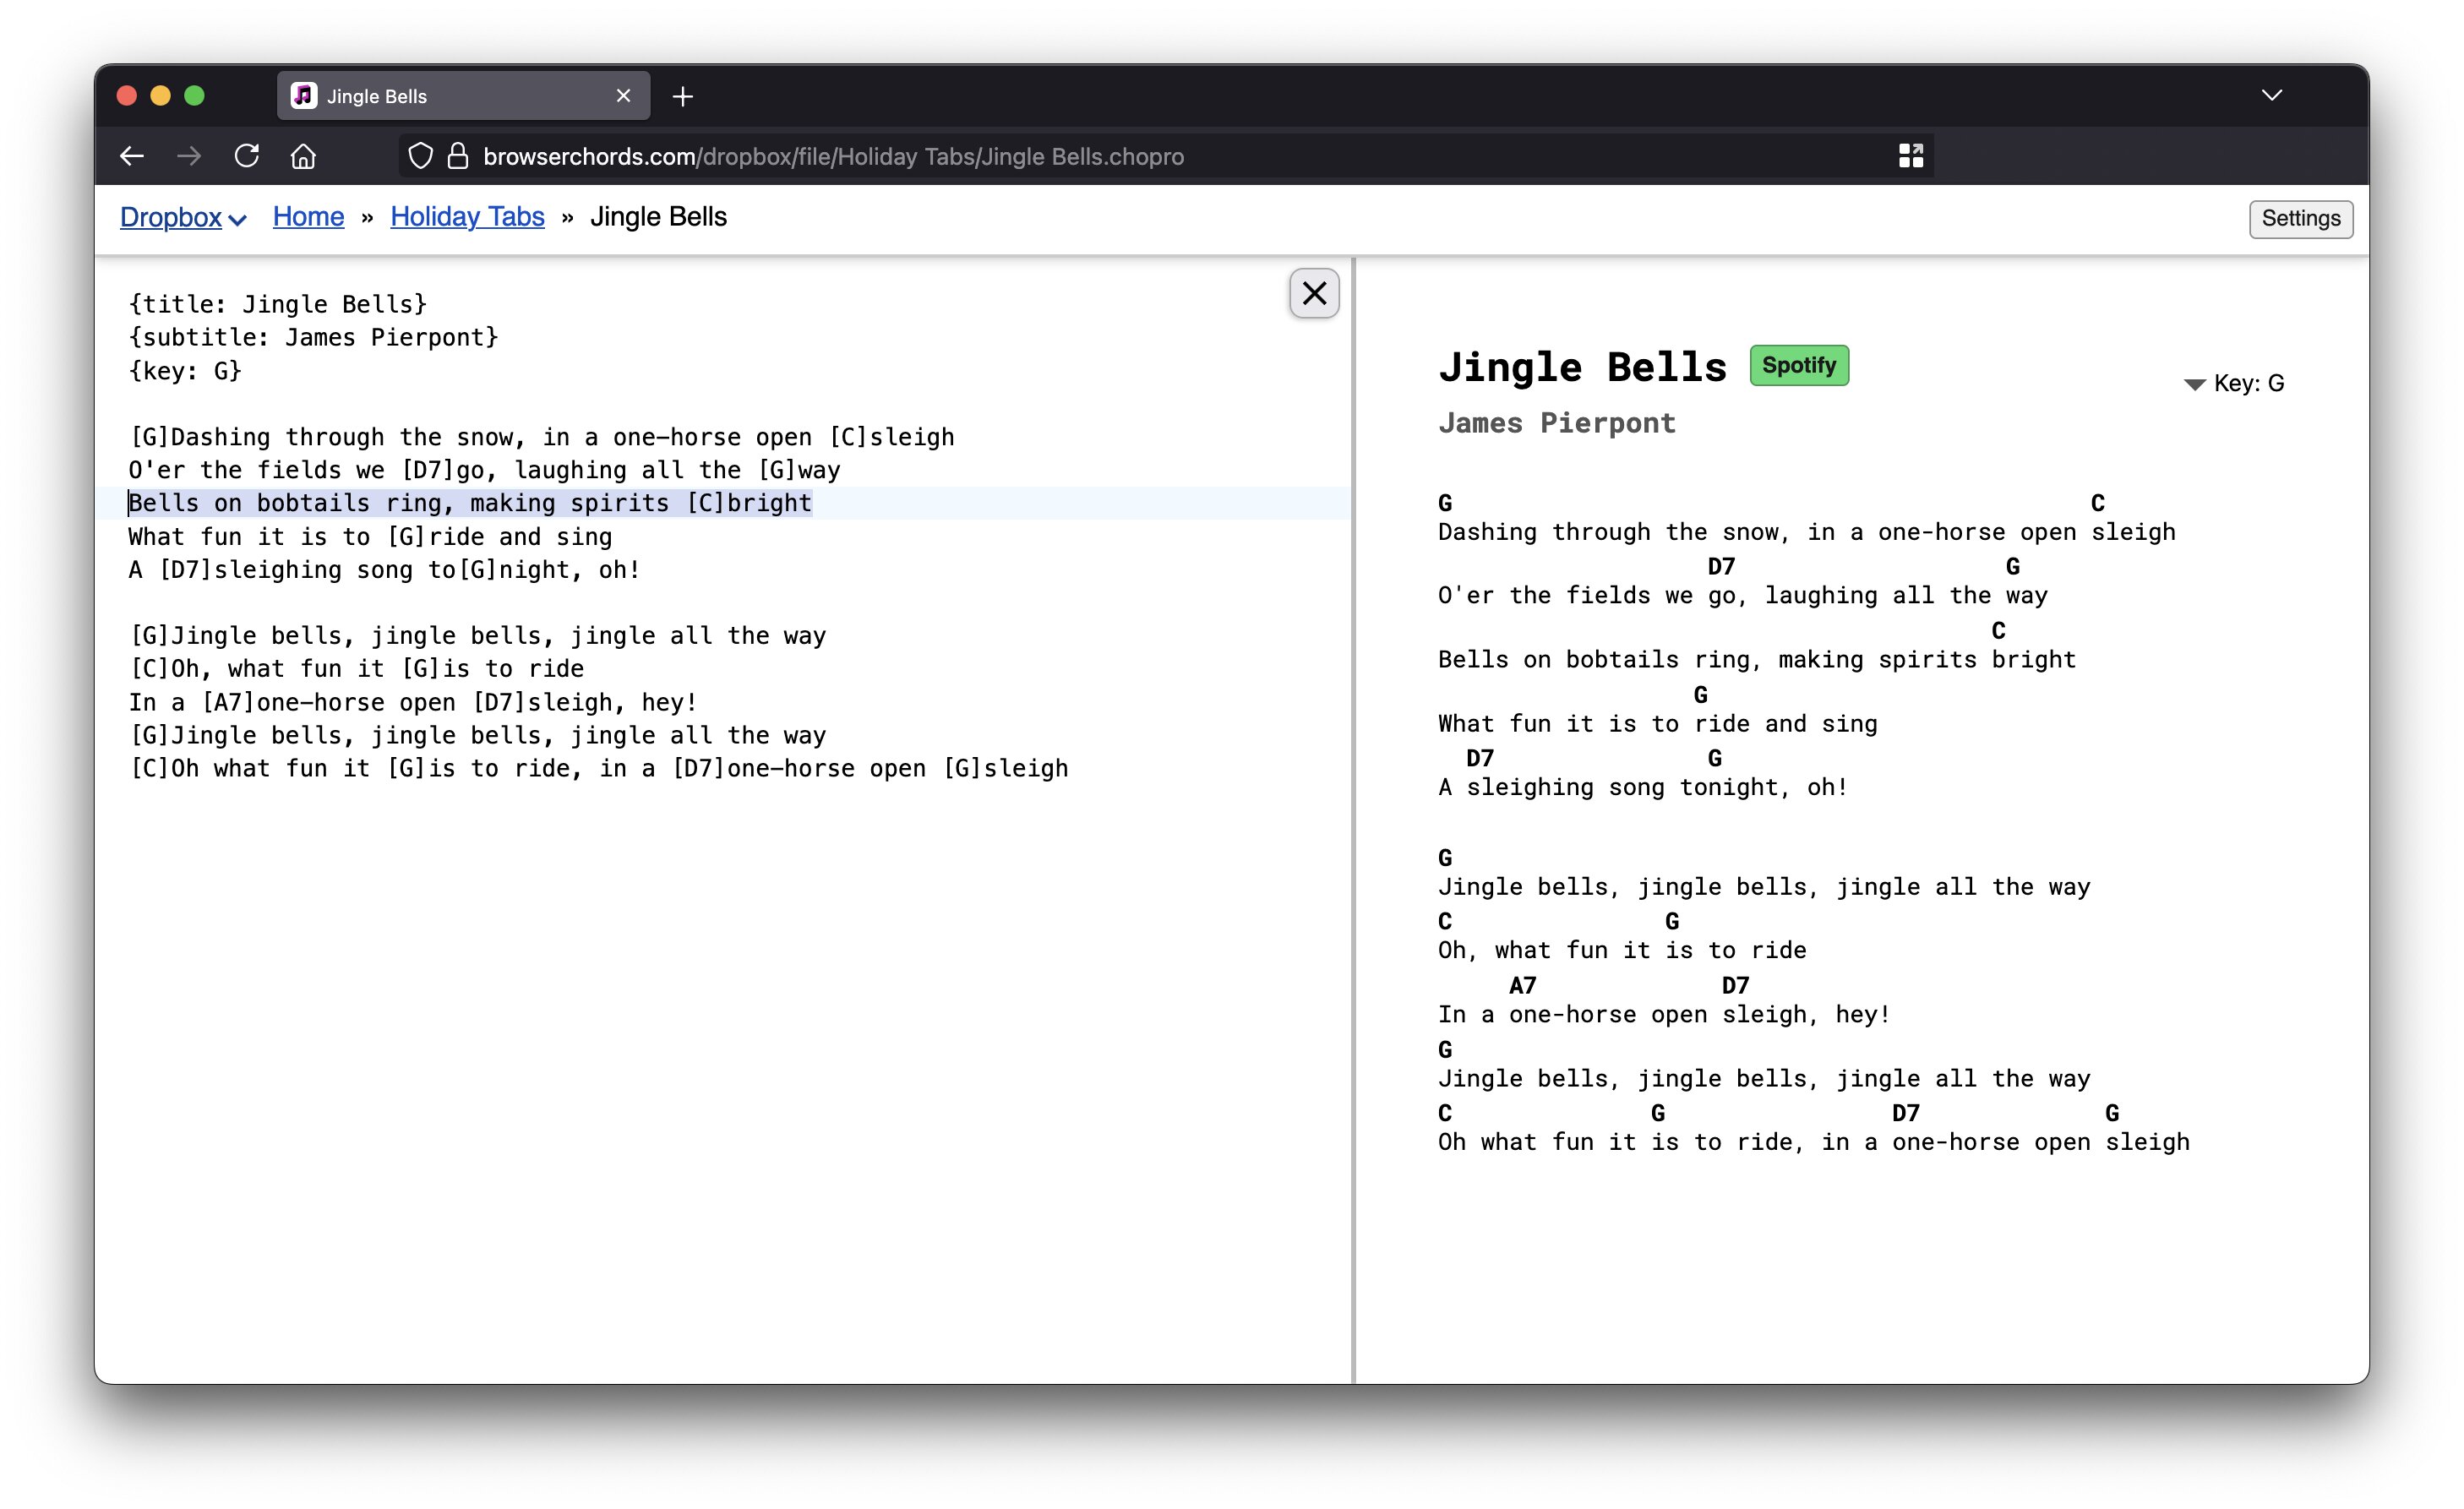 Jingle Bells
browserchords.com/dropbox/file/Holiday Tabs/Jingle Bells.chopro
Dropbox Home » Holiday Tabs » Jingle Bells
Settings
{title: Jingle Bells}
{subtitle: James Pierpont}
{key: G}
[G]Dashing through the snow, in a one-horse open [C]sleigh
O'er the fields we [D7]go, laughing all the [G]way
Bells on bobtails ring, making spirits [C]bright
What fun it is to [G]ride and sing
A [D7]sleighing song to[G]night, oh!
[G]Jingle bells, jingle bells, jingle all the way
[C]Oh, what fun it [G]is to ride
In a [A7]one-horse open [D7]sleigh, hey!
[G]Jingle bells, jingle bells, jingle all the way
[C]Oh what fun it [G]is to ride, in a [D7]one-horse open [G]sleigh
Jingle Bells Spotify
Key: G
James Pierpont
G C
Dashing through the snow, in a one-horse open sleigh
D7 G
O'er the fields we go, laughing all the way
C
Bells on bobtails ring, making spirits bright
G
What fun it is to ride and sing
D7 G
A sleighing song tonight, oh!
G
Jingle bells, jingle bells, jingle all the way
C G
Oh, what fun it is to ride
A7 D7
In a one-horse open sleigh, hey!
G
Jingle bells, jingle bells, jingle all the way
C G D7 G
Oh what fun it is to ride, in a one-horse open sleigh